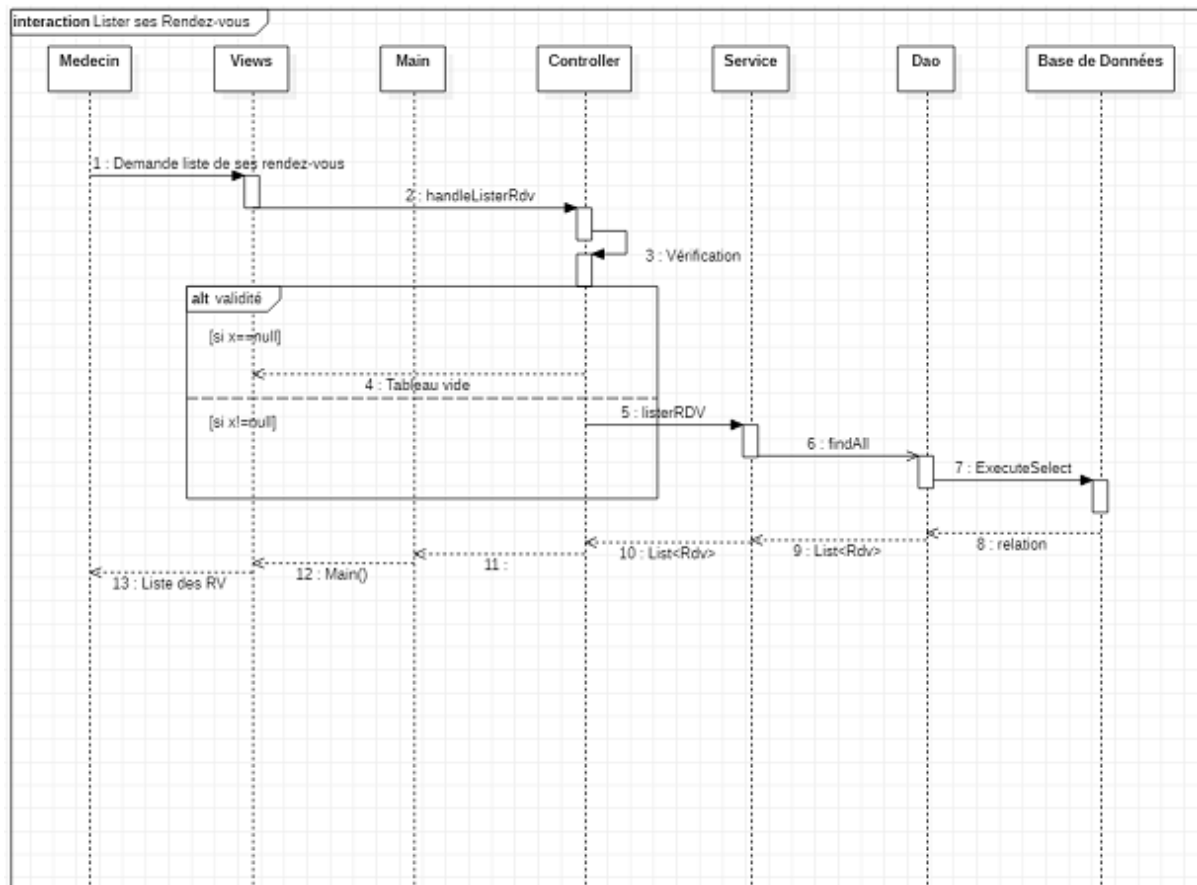 interaction Lister ses Rendez-vous
Medecin
Views
Main
Controller
Service
Dao
Base de Données
1 : Demande liste de ses rendez-vous
2 : handleListerRdv
3 : Vérification
alt validité
[si x==null]
4 : Tableau vide
[si x!=null]
5 : listerRDV
6 : findAll
7 : ExecuteSelect
8 : relation
9 : List<Rdv>
10 : List<Rdv>
11 :
12 : Main()
13 : Liste des RV